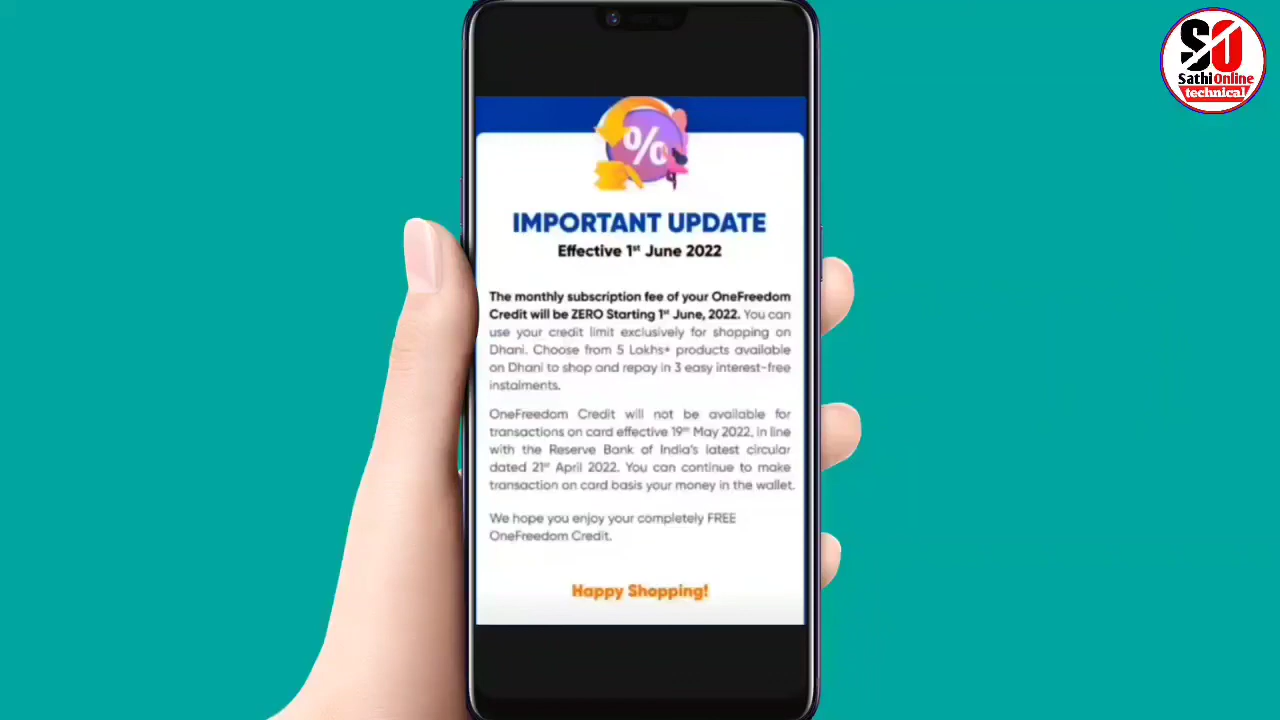 SO
Sathi Online
technical
%
IMPORTANT UPDATE
Effective 1st June 2022
The monthly subscription fee of your OneFreedom
Credit will be ZERO Starting 1st June, 2022. You can
use your credit limit exclusively for shopping on
Dhani. Choose from 5 Lakhs+ products available
on Dhani to shop and repay in 3 easy interest-free
instalments.
OneFreedom Credit will not be available for
transactions on card effective 19th May 2022, in line
with the Reserve Bank of India's latest circular
dated 21st April 2022. You can continue to make
transaction on card basis your money in the wallet.
We hope you enjoy your completely FREE
OneFreedom Credit.
Happy Shopping!